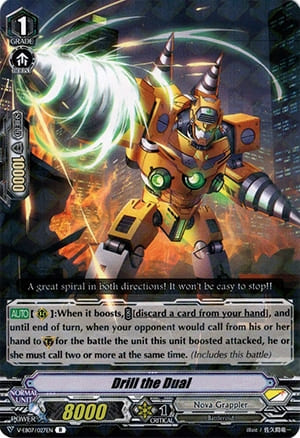 1
GRADE
BOOST
10000
A great spiral in both directions! It won't be easy to stop!!
AUTO [ ]:When it boosts, [discard a card from your hand], and
until end of turn, when your opponent would call from his or her
hand to for the battle the unit this unit boosted attacked, he or
she must call two or more at the same time. (Includes this battle)
Drill the Dual
NORMAL
UNIT
Nova Grappler
POWER
8000
1
CRITICAL
Battleroid
V-EB07/027EN R